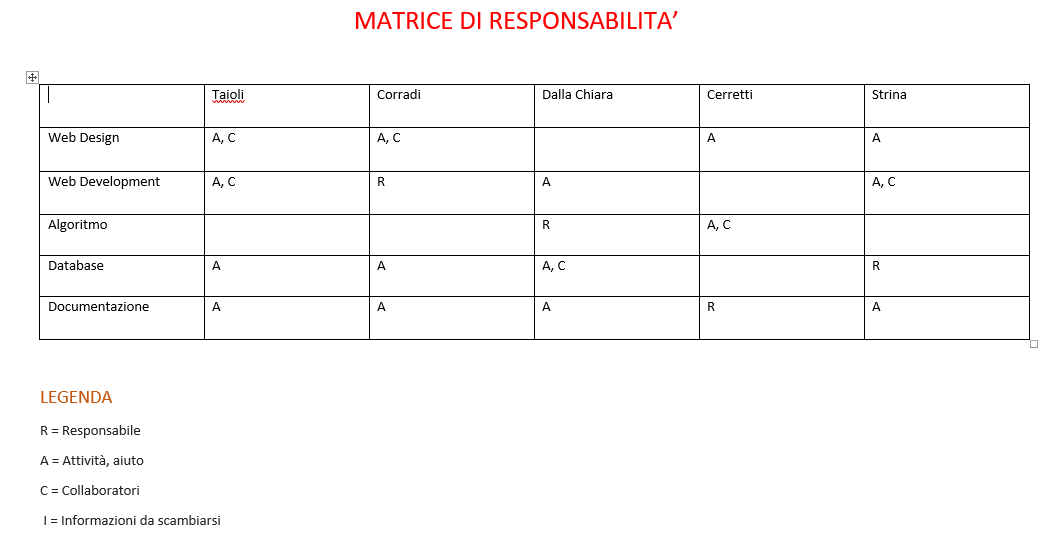 MATRICE DI RESPONSABILITA’
Taioli Corradi Dalla Chiara Cerretti Strina
Web Design A, C A, C A A
Web Development A, C R A A, C
Algoritmo R A, C
Database A A A, C R
Documentazione A A A R A
LEGENDA
R = Responsabile
A = Attività, aiuto
C = Collaboratori
I = Informazioni da scambiarsi